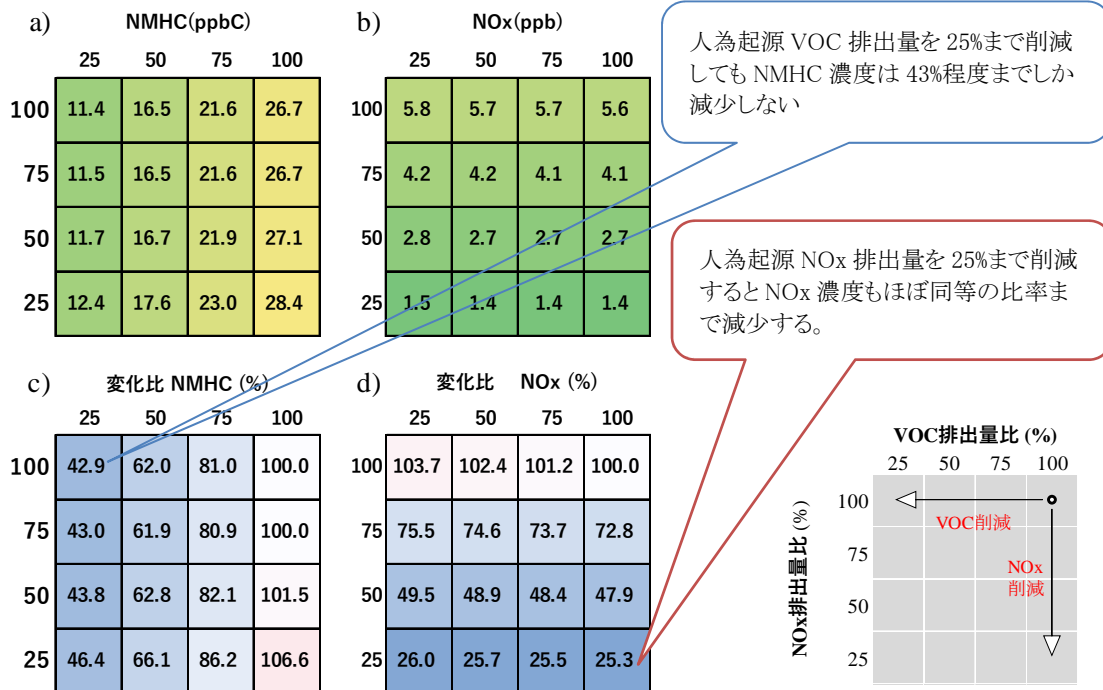 a) NMHC(ppbC)
25 50 75 100
100 11.4 16.5 21.6 26.7
75 11.5 16.5 21.6 26.7
50 11.7 16.7 21.9 27.1
25 12.4 17.6 23.0 28.4
b) NOx(ppb)
25 50 75 100
100 5.8 5.7 5.7 5.6
75 4.2 4.2 4.1 4.1
50 2.8 2.7 2.7 2.7
25 1.5 1.4 1.4 1.4
人為起源 VOC 排出量を 25%まで削減
しても NMHC 濃度は 43%程度までしか
減少しない
人為起源 NOx 排出量を 25%まで削減
すると NOx 濃度もほぼ同等の比率ま
で減少する。
c) 変化比 NMHC (%)
25 50 75 100
100 42.9 62.0 81.0 100.0
75 43.0 61.9 80.9 100.0
50 43.8 62.8 82.1 101.5
25 46.4 66.1 86.2 106.6
d) 変化比 NOx (%)
25 50 75 100
100 103.7 102.4 101.2 100.0
75 75.5 74.6 73.7 72.8
50 49.5 48.9 48.4 47.9
25 26.0 25.7 25.5 25.3
VOC排出量比 (%)
25 50 75 100
NOx排出量比 (%)
100
75
50
25
VOC削減
NOx
削減